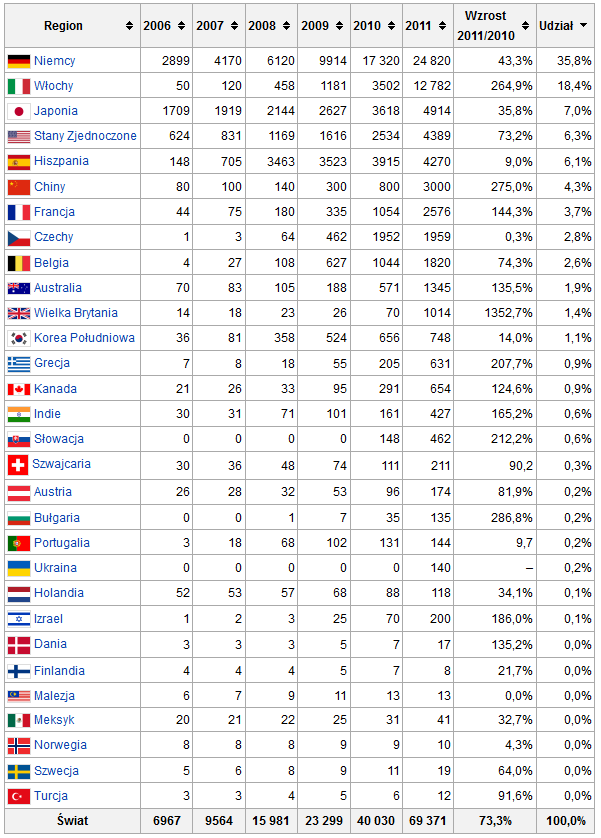 Region 2006 2007 2008 2009 2010 2011 Wzrost 2011/2010 Udział
Niemcy 2899 4170 6120 9914 17 320 24 820 43,3% 35,8%
Włochy 50 120 458 1181 3502 12 782 264,9% 18,4%
Japonia 1709 1919 2144 2627 3618 4914 35,8% 7,0%
Stany Zjednoczone 624 831 1169 1616 2534 4389 73,2% 6,3%
Hiszpania 148 705 3463 3523 3915 4270 9,0% 6,1%
Chiny 80 100 140 300 800 3000 275,0% 4,3%
Francja 44 75 180 335 1054 2576 144,3% 3,7%
Czechy 1 3 64 462 1952 1959 0,3% 2,8%
Belgia 4 27 108 627 1044 1820 74,3% 2,6%
Australia 70 83 105 188 571 1345 135,5% 1,9%
Wielka Brytania 14 18 23 26 70 1014 1352,7% 1,4%
Korea Południowa 36 81 358 524 656 748 14,0% 1,1%
Grecja 7 8 18 55 205 631 207,7% 0,9%
Kanada 21 26 33 95 291 654 124,6% 0,9%
Indie 30 31 71 101 161 427 165,2% 0,6%
Słowacja 0 0 0 0 148 462 212,2% 0,6%
Szwajcaria 30 36 48 74 111 211 90,2 0,3%
Austria 26 28 32 53 96 174 81,9% 0,2%
Bułgaria 0 0 1 7 35 135 286,8% 0,2%
Portugalia 3 18 68 102 131 144 9,7 0,2%
Ukraina 0 0 0 0 0 140 – 0,2%
Holandia 52 53 57 68 88 118 34,1% 0,1%
Izrael 1 2 3 25 70 200 186,0% 0,1%
Dania 3 3 3 5 7 17 135,2% 0,0%
Finlandia 4 4 4 5 7 8 21,7% 0,0%
Malezja 6 7 9 11 13 13 0,0% 0,0%
Meksyk 20 21 22 25 31 41 32,7% 0,0%
Norwegia 8 8 8 9 9 10 4,3% 0,0%
Szwecja 5 6 8 9 11 19 64,0% 0,0%
Turcja 3 3 4 5 6 12 91,6% 0,0%
Świat 6967 9564 15 981 23 299 40 030 69 371 73,3% 100,0%